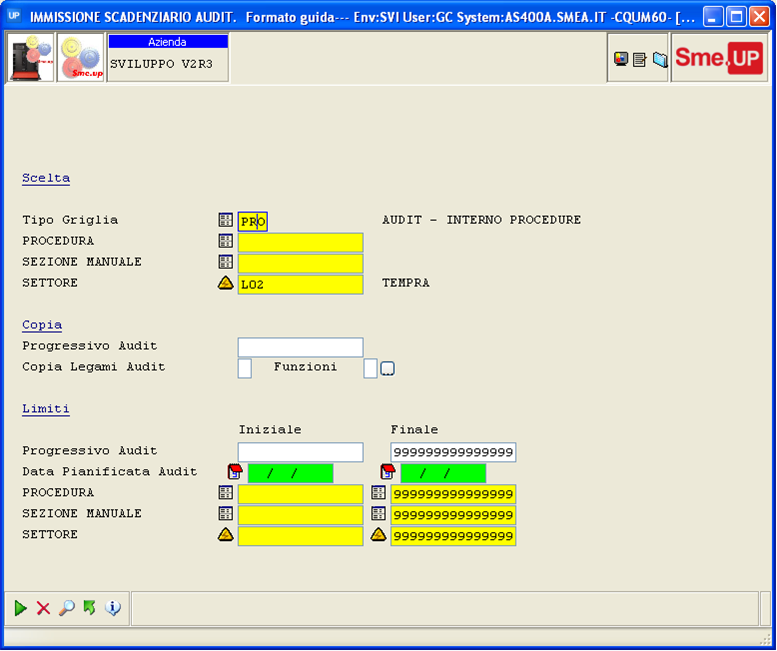 UP IMMISSIONE SCADENZIARIO AUDIT. Formato guida--- Env:SVI User:GC System:AS400A.SMEA.IT -CQUM60- [...
Azienda
SVILUPPO V2R3
Sme.up
Sme.UP
Scelta
Tipo Griglia PRO AUDIT - INTERNO PROCEDURE
PROCEDURA
SEZIONE MANUALE
SETTORE LO2 TEMPRA
Copia
Progressivo Audit
Copia Legami Audit Funzioni ...
Limiti
Iniziale Finale
Progressivo Audit 999999999999999
Data Pianificata Audit / / / /
PROCEDURA 999999999999999
SEZIONE MANUALE 999999999999999
SETTORE 999999999999999